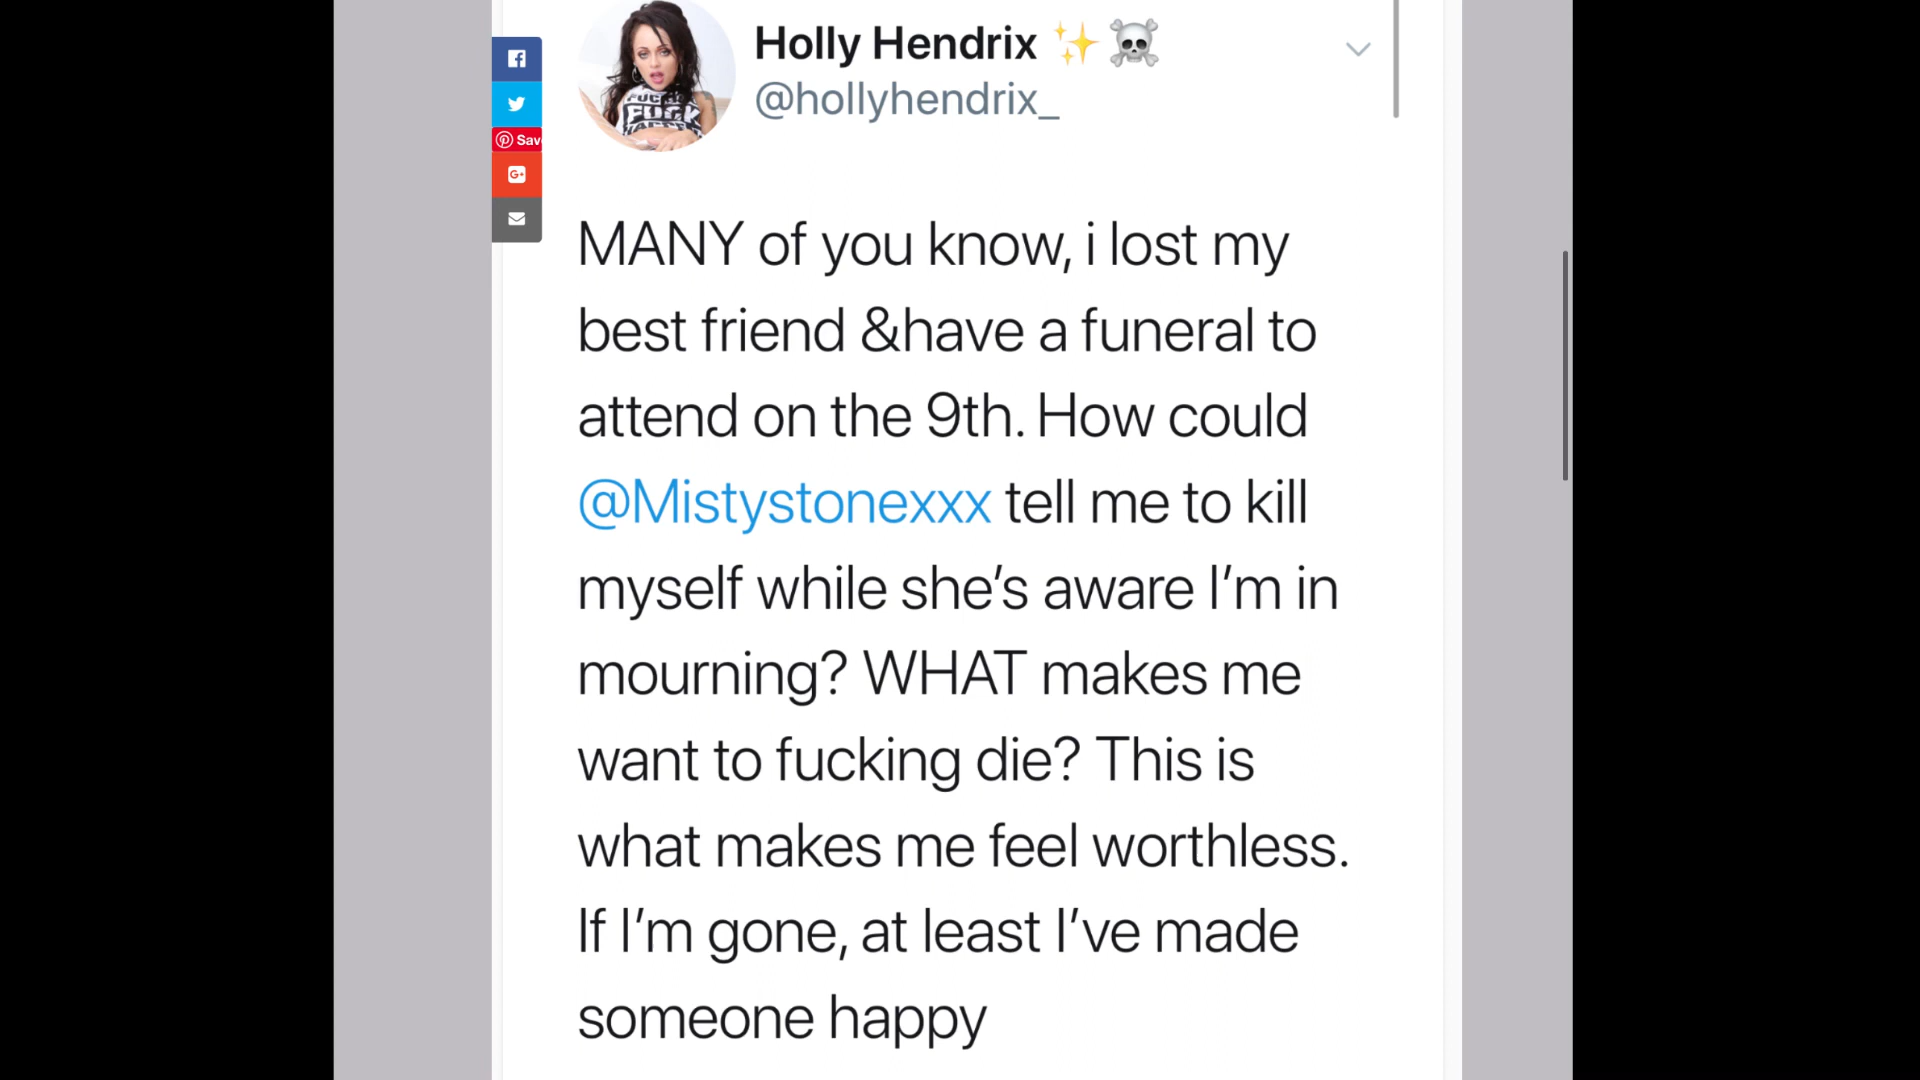 Holly Hendrix ✨☠️
@hollyhendrix_
Save
G+
MANY of you know, i lost my
best friend &have a funeral to
attend on the 9th. How could
@Mistystonexxx tell me to kill
myself while she’s aware I’m in
mourning? WHAT makes me
want to fucking die? This is
what makes me feel worthless.
If I’m gone, at least I’ve made
someone happy